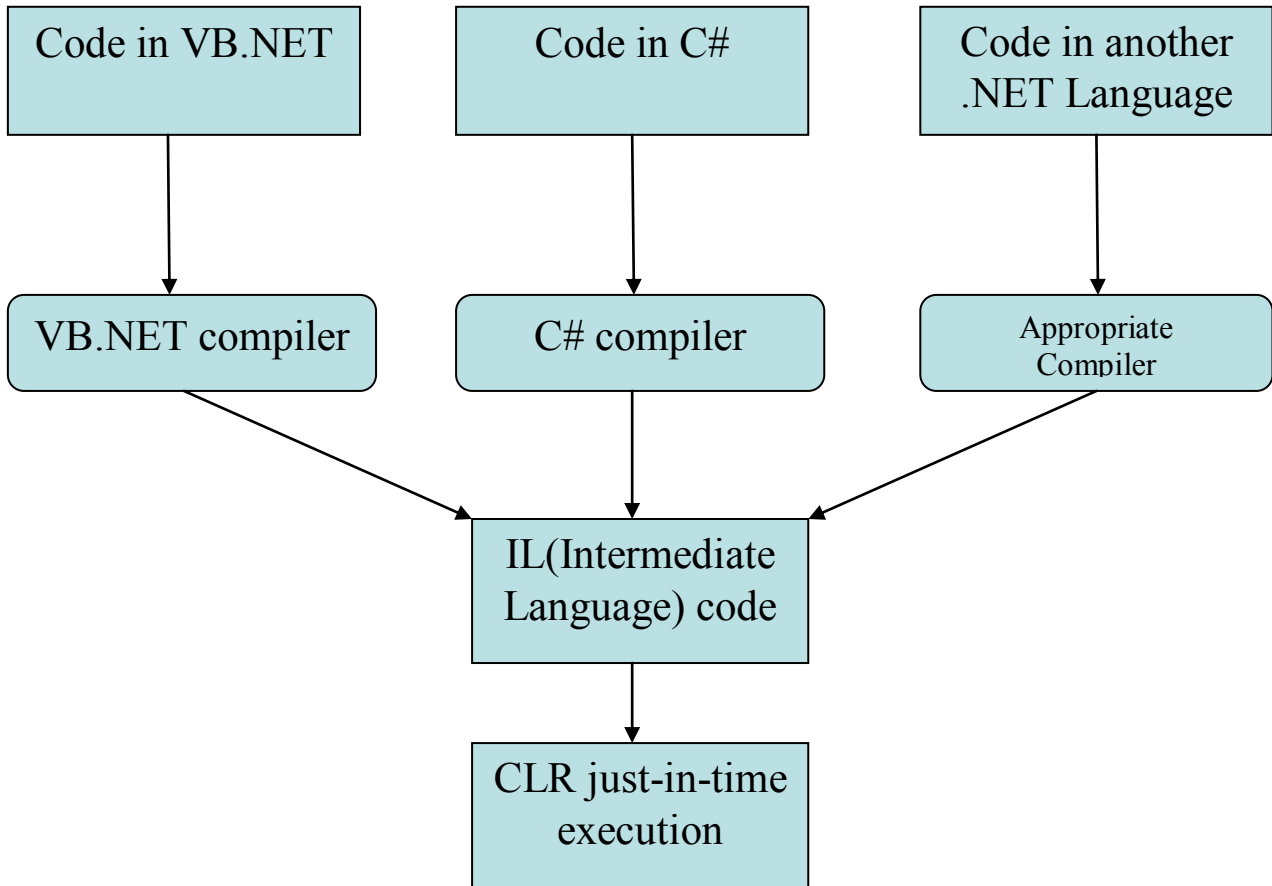 Code in VB.NET
Code in C#
Code in another
.NET Language
VB.NET compiler
C# compiler
Appropriate
Compiler
IL(Intermediate
Language) code
CLR just-in-time
execution